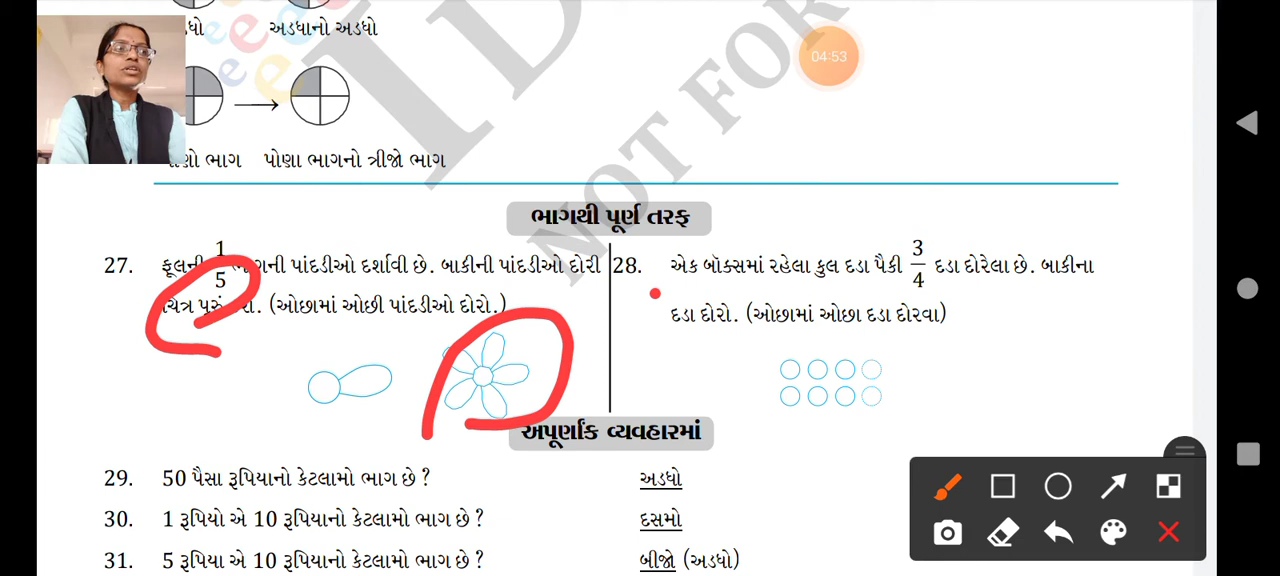 અડધાનો અડધો
04:53
ભાગ પોણા ભાગનો ત્રીજો ભાગ
NOT FOR
ભાગથી પૂર્ણ તરફ
27. ફૂલની 1/5 ભાગની પાંદડીઓ દર્શાવી છે. બાકીની પાંદડીઓ દોરી
ચિત્ર પૂરું કરો. (ઓછામાં ઓછી પાંદડીઓ દોરો.)
28. એક બૉક્સમાં રહેલા કુલ દડા પૈકી 3/4 દડા દોરેલા છે. બાકીના
દડા દોરો. (ઓછામાં ઓછા દડા દોરવા)
અપૂર્ણાંક વ્યવહારમાં
29. 50 પૈસા રૂપિયાનો કેટલામો ભાગ છે ? અડધો
30. 1 રૂપિયો એ 10 રૂપિયાનો કેટલામો ભાગ છે ? દસમો
31. 5 રૂપિયા એ 10 રૂપિયાનો કેટલામો ભાગ છે ? બીજો (અડધો)